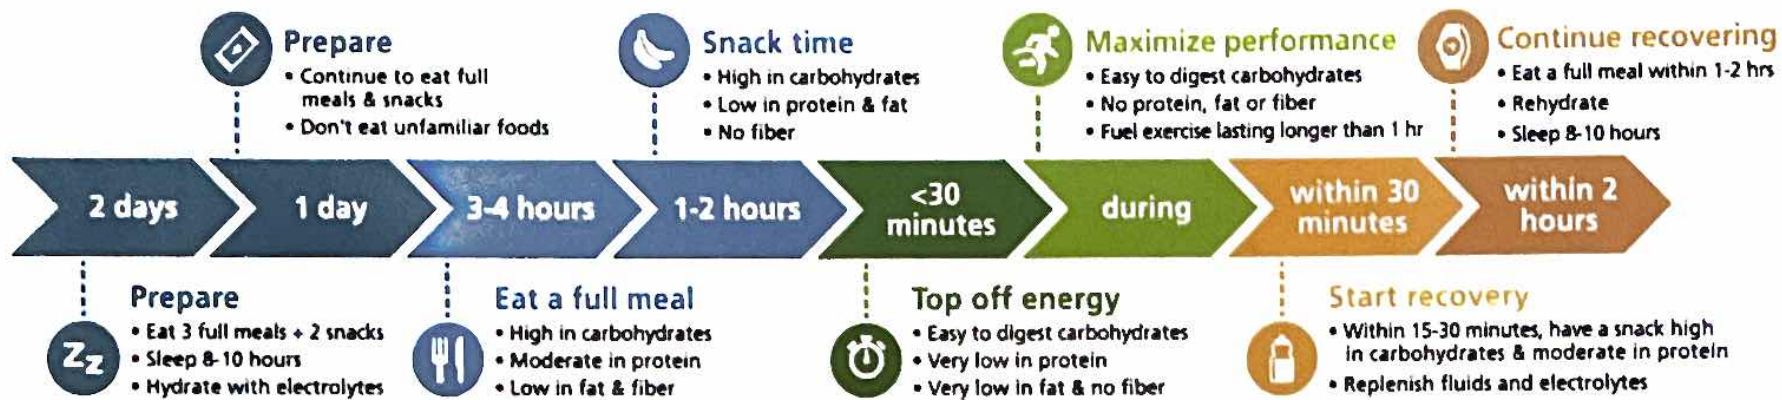 Prepare
• Continue to eat full
meals & snacks
• Don't eat unfamiliar foods
Snack time
• High in carbohydrates
• Low in protein & fat
• No fiber
Maximize performance
• Easy to digest carbohydrates
• No protein, fat or fiber
• Fuel exercise lasting longer than 1 hr
Continue recovering
• Eat a full meal within 1-2 hrs
• Rehydrate
• Sleep 8-10 hours
2 days
1 day
3-4 hours
1-2 hours
<30
minutes
during
within 30
minutes
within 2
hours
Zz
Prepare
• Eat 3 full meals + 2 snacks
• Sleep 8-10 hours
• Hydrate with electrolytes
Eat a full meal
• High in carbohydrates
• Moderate in protein
• Low in fat & fiber
Top off energy
• Easy to digest carbohydrates
• Very low in protein
• Very low in fat & no fiber
Start recovery
• Within 15-30 minutes, have a snack high
in carbohydrates & moderate in protein
• Replenish fluids and electrolytes